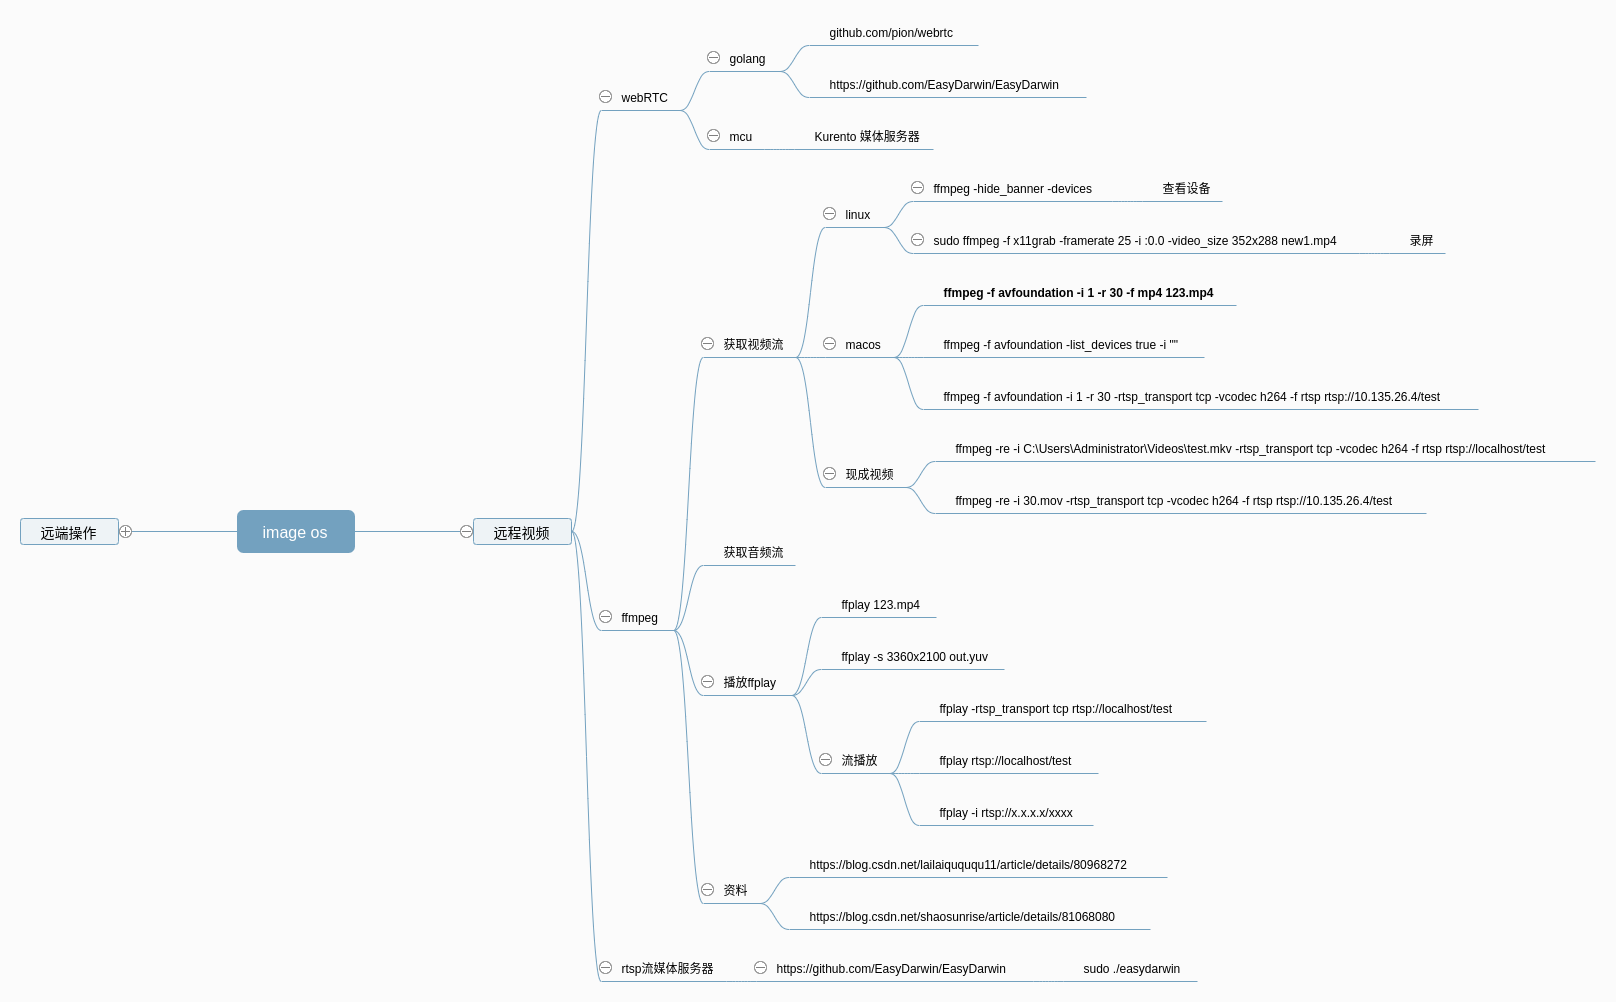 image os
远端操作
远程视频
webRTC
golang
github.com/pion/webrtc
https://github.com/EasyDarwin/EasyDarwin
mcu
Kurento 媒体服务器
ffmpeg
获取视频流
linux
ffmpeg -hide_banner -devices
查看设备
sudo ffmpeg -f x11grab -framerate 25 -i :0.0 -video_size 352x288 new1.mp4
录屏
macos
ffmpeg -f avfoundation -i 1 -r 30 -f mp4 123.mp4
ffmpeg -f avfoundation -list_devices true -i ""
ffmpeg -f avfoundation -i 1 -r 30 -rtsp_transport tcp -vcodec h264 -f rtsp rtsp://10.135.26.4/test
现成视频
ffmpeg -re -i C:\Users\Administrator\Videos\test.mkv -rtsp_transport tcp -vcodec h264 -f rtsp rtsp://localhost/test
ffmpeg -re -i 30.mov -rtsp_transport tcp -vcodec h264 -f rtsp rtsp://10.135.26.4/test
获取音频流
播放ffplay
ffplay 123.mp4
ffplay -s 3360x2100 out.yuv
流播放
ffplay -rtsp_transport tcp rtsp://localhost/test
ffplay rtsp://localhost/test
ffplay -i rtsp://x.x.x.x/xxxx
资料
https://blog.csdn.net/lailaiquququ11/article/details/80968272
https://blog.csdn.net/shaosunrise/article/details/81068080
rtsp流媒体服务器
https://github.com/EasyDarwin/EasyDarwin
sudo ./easydarwin